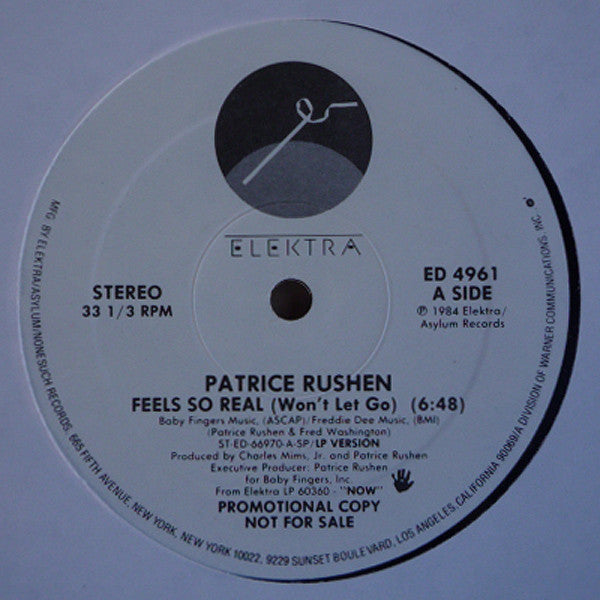 ELEKTRA
STEREO
33 1/3 RPM
ED 4961
A SIDE
℗ 1984 Elektra/
Asylum Records
PATRICE RUSHEN
FEELS SO REAL (Won't Let Go) (6:48)
Baby Fingers Music, (ASCAP)/Freddie Dee Music, (BMI)
(Patrice Rushen & Fred Washington)
ST-ED-66970-A-SP/LP VERSION
Produced by Charles Mims, Jr. and Patrice Rushen
Executive Producer: Patrice Rushen
for Baby Fingers, Inc
From Elektra LP 60360 - "NOW"
PROMOTIONAL COPY
NOT FOR SALE
MFG. BY ELEKTRA/ASYLUM/NONESUCH RECORDS, 665 FIFTH AVENUE, NEW YORK, NEW YORK 10022, 9229 SUNSET BOULEVARD, LOS ANGELES, CALIFORNIA 90069/A DIVISION OF WARNER COMMUNICATIONS, INC.